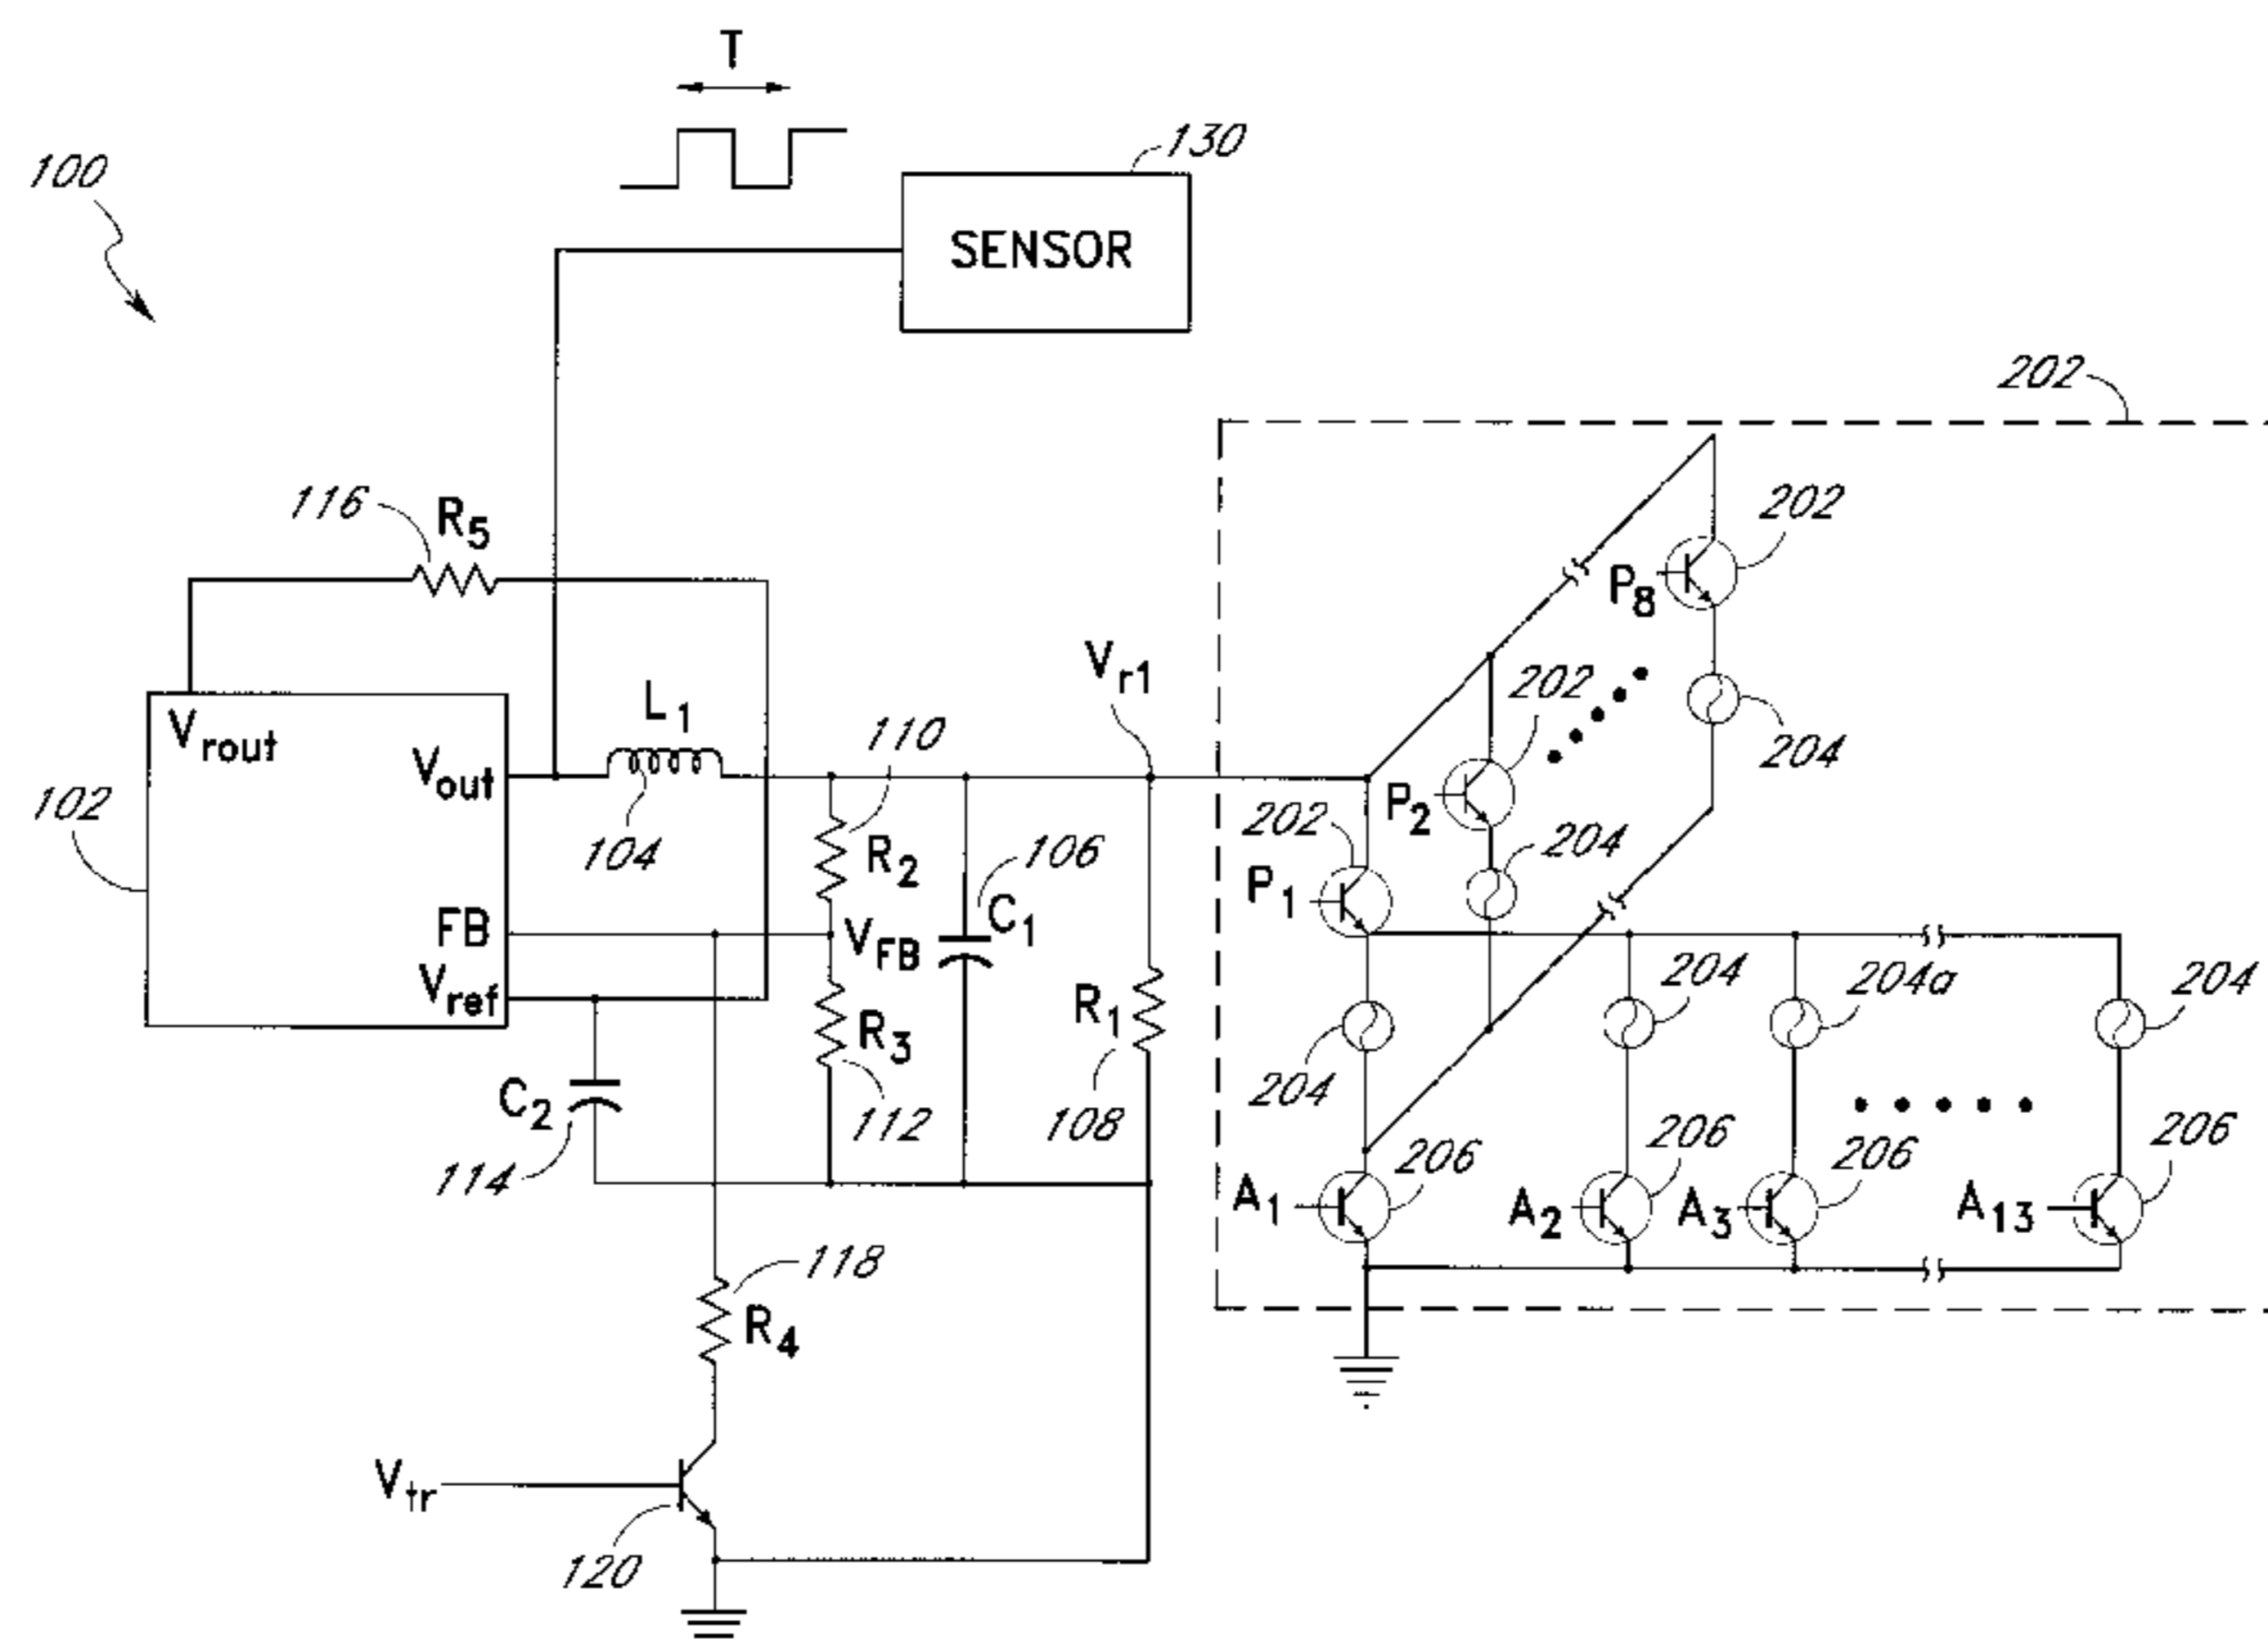 T
130
100
SENSOR
202
116
R5
202
P8
Vr1
202
204
Vrout
L1
110
Vout
102
104
P2
204
202
R2
106
P1
C1
FB
VFB
Vref
204
204a
204
R3
R1
204
C2
112
108
114
206
206
206
206
A1
A2
A3
A13
118
R4
Vtr
120